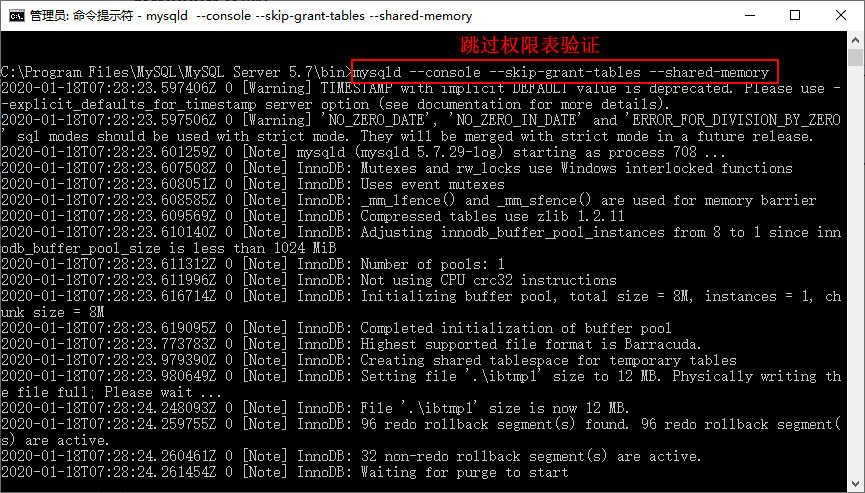 管理员: 命令提示符 - mysqld  --console --skip-grant-tables --shared-memory
跳过权限表验证
C:\Program Files\MySQL\MySQL Server 5.7\bin>mysqld --console --skip-grant-tables --shared-memory
2020-01-18T07:28:23.597406Z 0 [Warning] TIMESTAMP with implicit DEFAULT value is deprecated. Please use -
-explicit_defaults_for_timestamp server option (see documentation for more details).
2020-01-18T07:28:23.597506Z 0 [Warning] 'NO_ZERO_DATE', 'NO_ZERO_IN_DATE' and 'ERROR_FOR_DIVISION_BY_ZERO
' sql modes should be used with strict mode. They will be merged with strict mode in a future release.
2020-01-18T07:28:23.601259Z 0 [Note] mysqld (mysqld 5.7.29-log) starting as process 708 ...
2020-01-18T07:28:23.607508Z 0 [Note] InnoDB: Mutexes and rw_locks use Windows interlocked functions
2020-01-18T07:28:23.608051Z 0 [Note] InnoDB: Uses event mutexes
2020-01-18T07:28:23.608585Z 0 [Note] InnoDB: _mm_lfence() and _mm_sfence() are used for memory barrier
2020-01-18T07:28:23.609569Z 0 [Note] InnoDB: Compressed tables use zlib 1.2.11
2020-01-18T07:28:23.610140Z 0 [Note] InnoDB: Adjusting innodb_buffer_pool_instances from 8 to 1 since inn
odb_buffer_pool_size is less than 1024 MiB
2020-01-18T07:28:23.611312Z 0 [Note] InnoDB: Number of pools: 1
2020-01-18T07:28:23.611996Z 0 [Note] InnoDB: Not using CPU crc32 instructions
2020-01-18T07:28:23.616714Z 0 [Note] InnoDB: Initializing buffer pool, total size = 8M, instances = 1, ch
unk size = 8M
2020-01-18T07:28:23.619095Z 0 [Note] InnoDB: Completed initialization of buffer pool
2020-01-18T07:28:23.773783Z 0 [Note] InnoDB: Highest supported file format is Barracuda.
2020-01-18T07:28:23.979390Z 0 [Note] InnoDB: Creating shared tablespace for temporary tables
2020-01-18T07:28:23.980649Z 0 [Note] InnoDB: Setting file '.\ibtmp1' size to 12 MB. Physically writing th
e file full; Please wait ...
2020-01-18T07:28:24.248093Z 0 [Note] InnoDB: File '.\ibtmp1' size is now 12 MB.
2020-01-18T07:28:24.259755Z 0 [Note] InnoDB: 96 redo rollback segment(s) found. 96 redo rollback segment(
s) are active.
2020-01-18T07:28:24.260461Z 0 [Note] InnoDB: 32 non-redo rollback segment(s) are active.
2020-01-18T07:28:24.261454Z 0 [Note] InnoDB: Waiting for purge to start